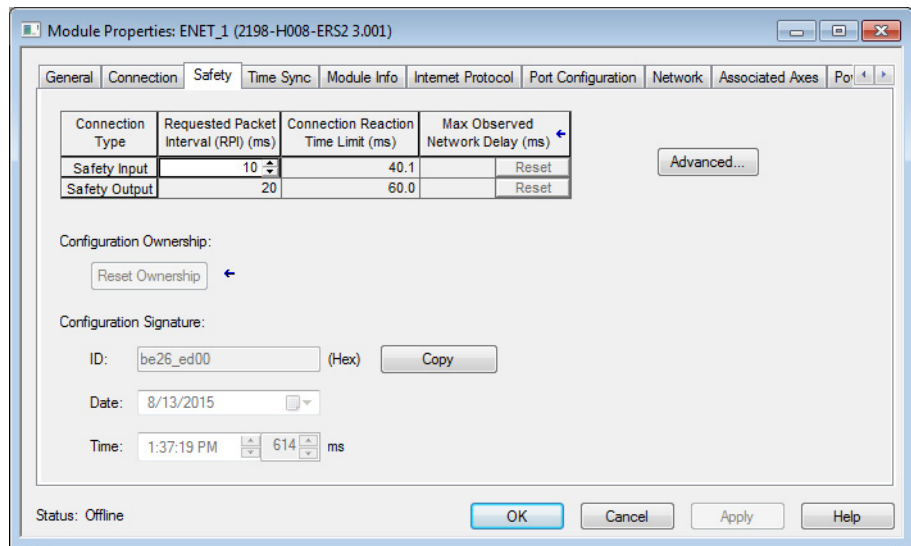 Module Properties: ENET_1 (2198-H008-ERS2 3.001)
General Connection Safety Time Sync Module Info Internet Protocol Port Configuration Network Associated Axes
Connection Type Requested Packet Interval (RPI) (ms) Connection Reaction Time Limit (ms) Max Observed Network Delay (ms)
Safety Input 10 40.1 Reset
Safety Output 20 60.0 Reset
Advanced...
Configuration Ownership:
Reset Ownership
Configuration Signature:
ID: be26_ed00 (Hex) Copy
Date: 8/13/2015
Time: 1:37:19 PM 614 ms
Status: Offline OK Cancel Apply Help